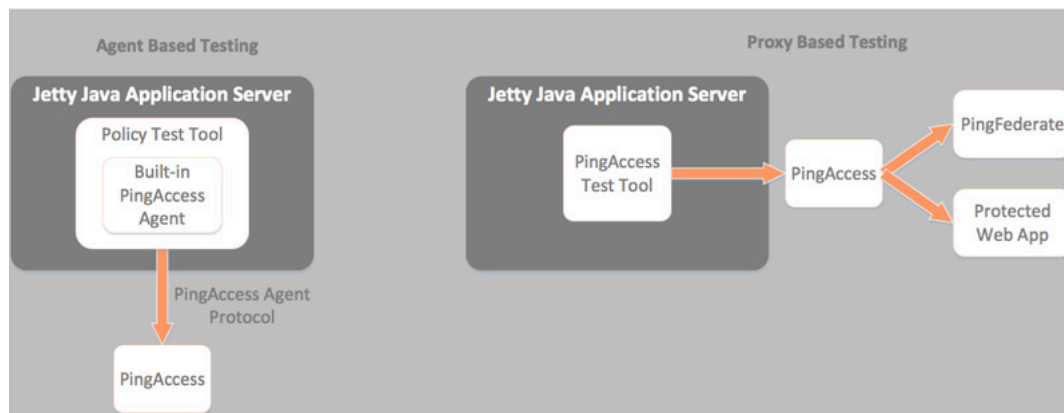 Agent Based Testing
Jetty Java Application Server
Policy Test Tool
Built-in
PingAccess
Agent
PingAccess Agent
Protocol
PingAccess
Proxy Based Testing
Jetty Java Application Server
PingAccess
Test Tool
PingAccess
PingFederate
Protected
Web App